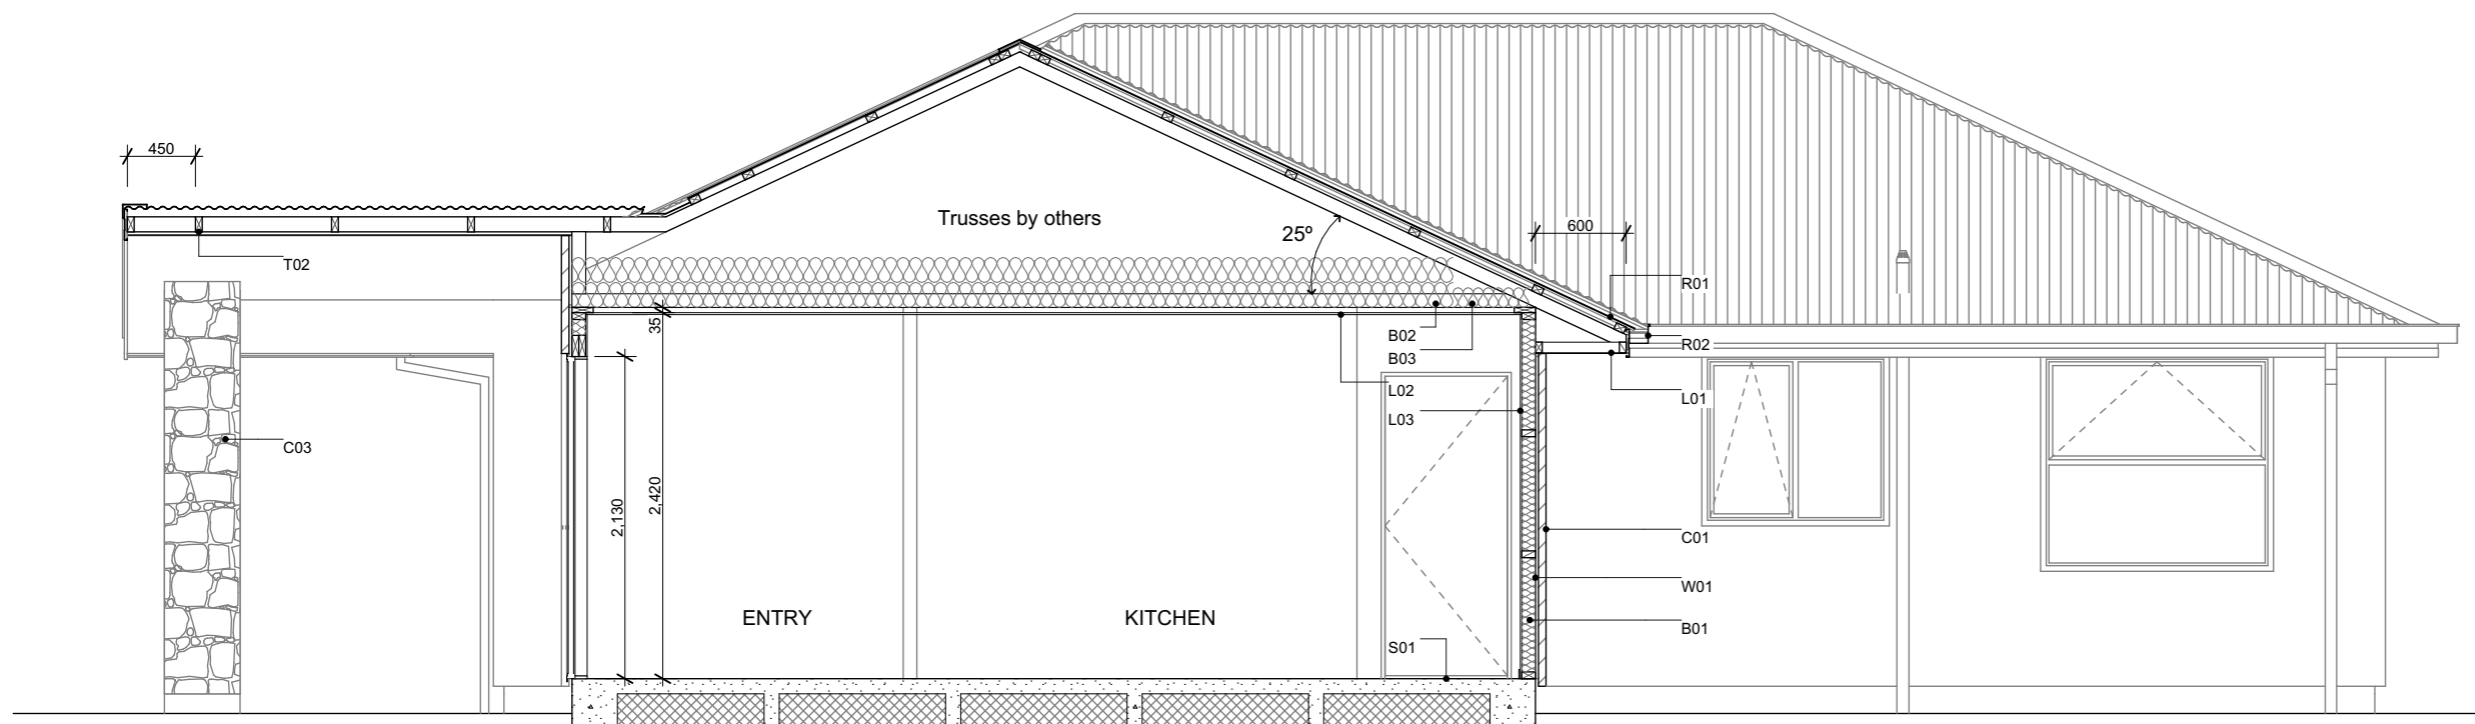 450
Trusses by others
25º
600
T02
R01
35
B02
R02
B03
L02
L01
L03
C03
2,130
2,420
C01
W01
ENTRY
KITCHEN
B01
S01